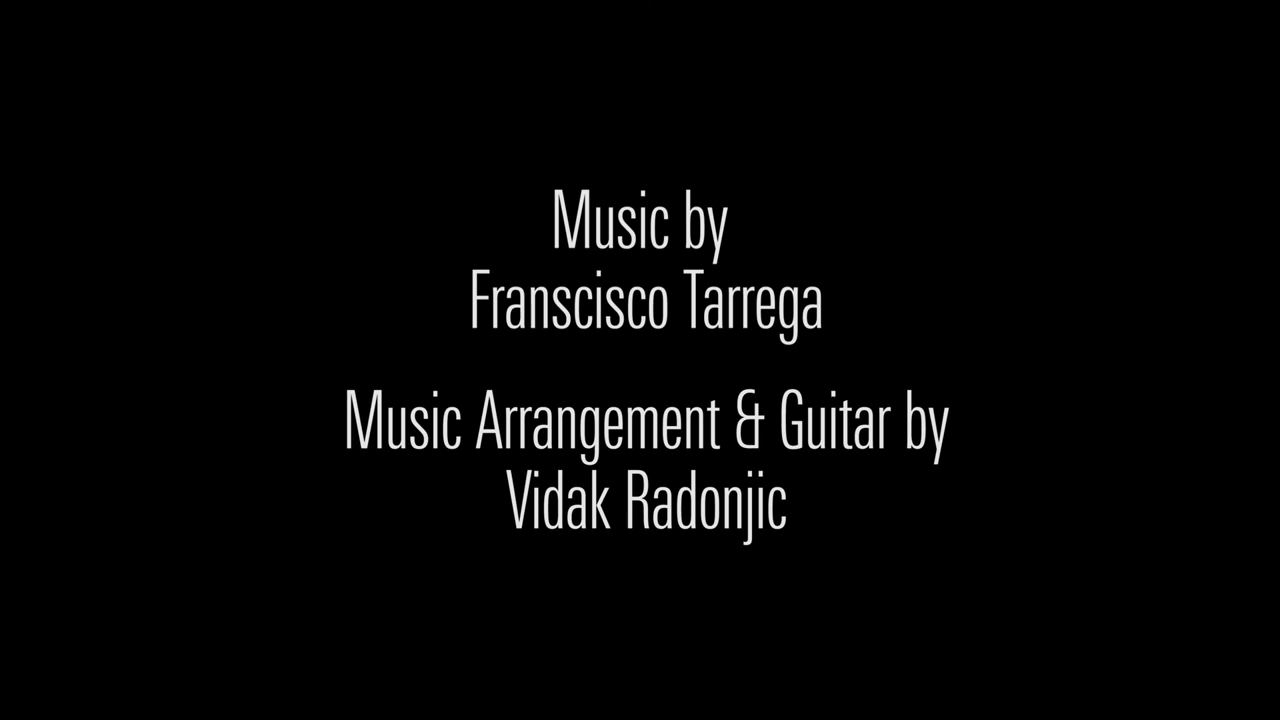 Music by
Franscisco Tarrega
Music Arrangement & Guitar by
Vidak Radonjic